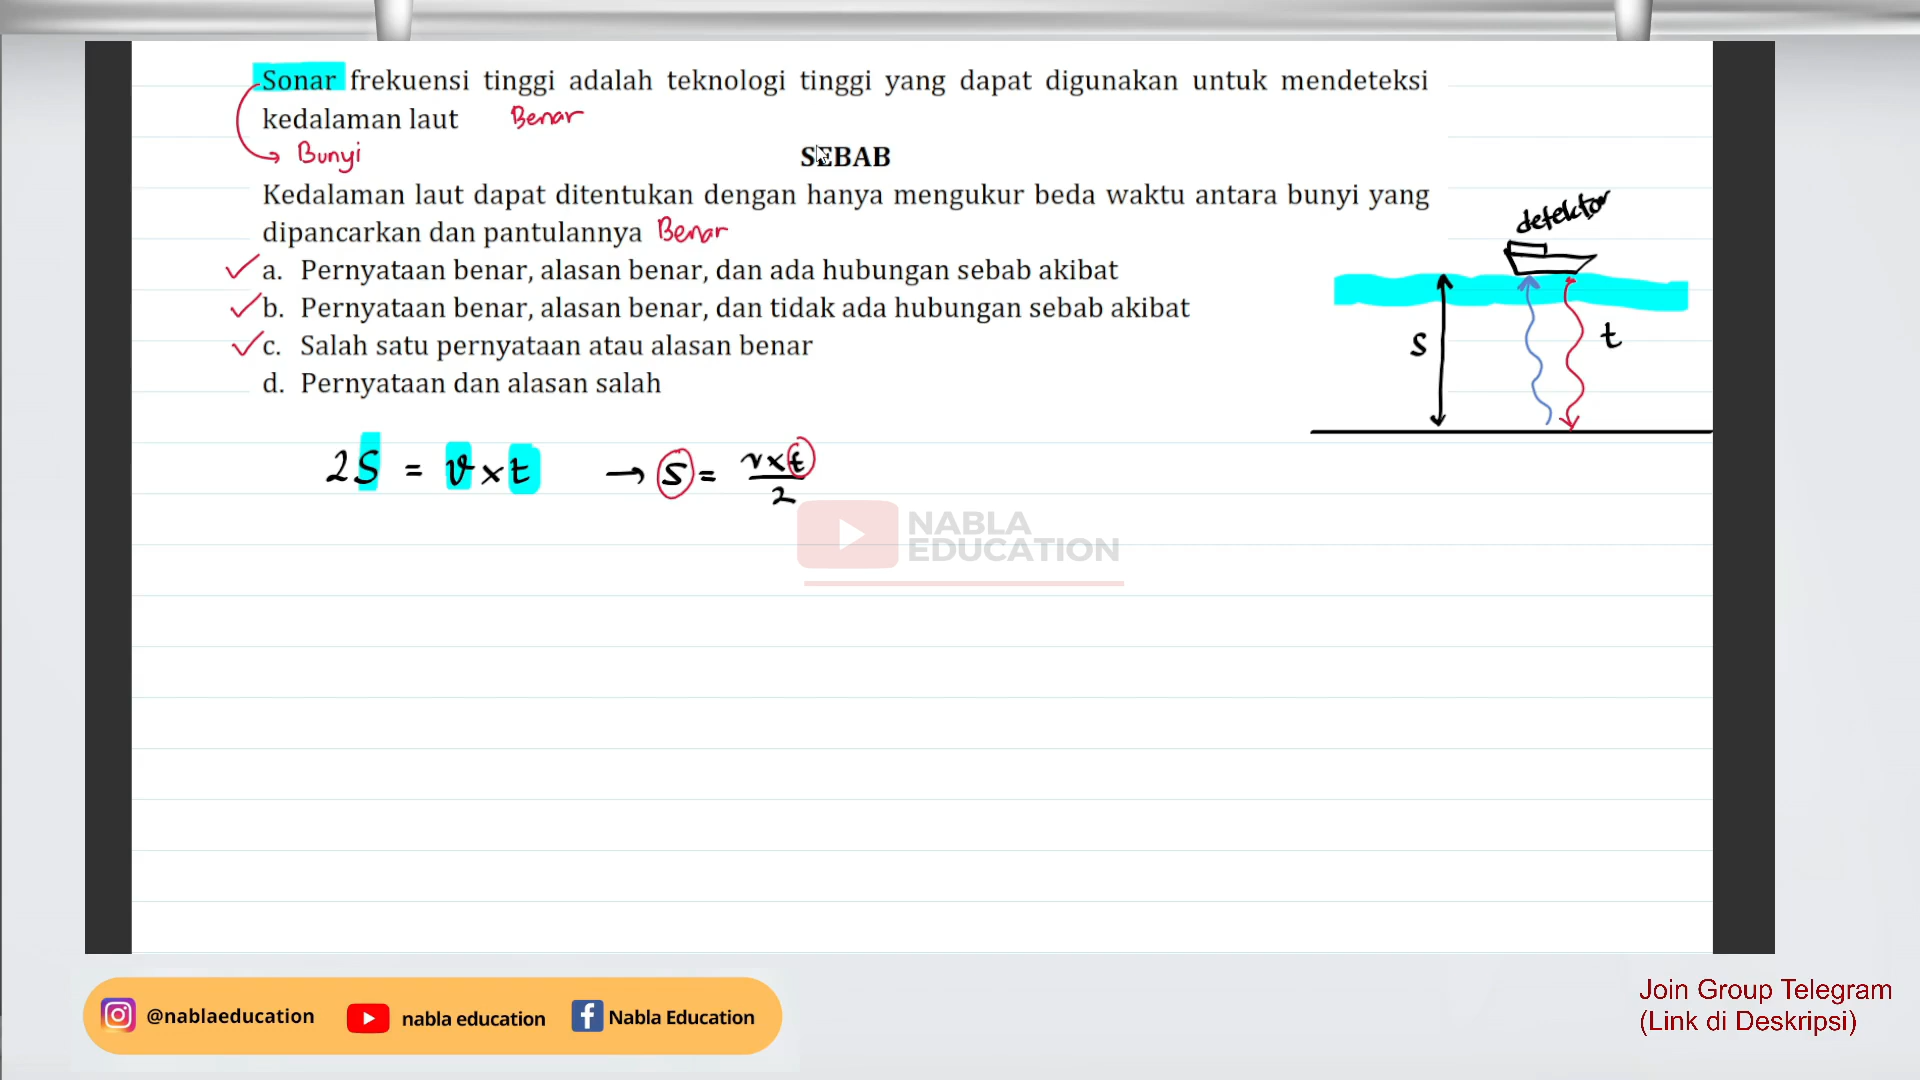 Sonar frekuensi tinggi adalah teknologi tinggi yang dapat digunakan untuk mendeteksi
kedalaman laut Benar
Bunyi
SEBAB
Kedalaman laut dapat ditentukan dengan hanya mengukur beda waktu antara bunyi yang
dipancarkan dan pantulannya Benar
a. Pernyataan benar, alasan benar, dan ada hubungan sebab akibat
b. Pernyataan benar, alasan benar, dan tidak ada hubungan sebab akibat
c. Salah satu pernyataan atau alasan benar
d. Pernyataan dan alasan salah
detektor
s
t
2S = v x t → s = v x t / 2
NABLA
EDUCATION
@nablaeducation nabla education Nabla Education
Join Group Telegram
(Link di Deskripsi)